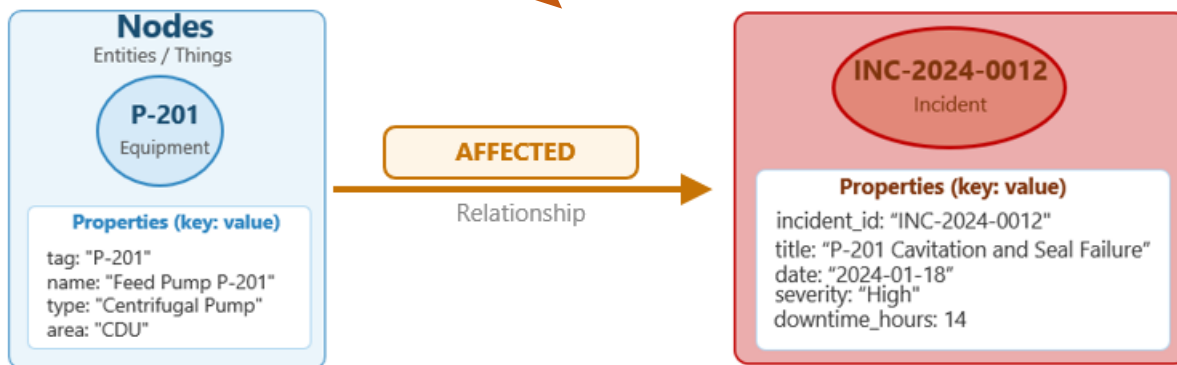 Nodes
Entities / Things
P-201
Equipment
Properties (key: value)
tag: "P-201"
name: "Feed Pump P-201"
type: "Centrifugal Pump"
area: "CDU"
AFFECTED
Relationship
INC-2024-0012
Incident
Properties (key: value)
incident_id: “INC-2024-0012"
title: “P-201 Cavitation and Seal Failure”
date: “2024-01-18”
severity: “High"
downtime_hours: 14